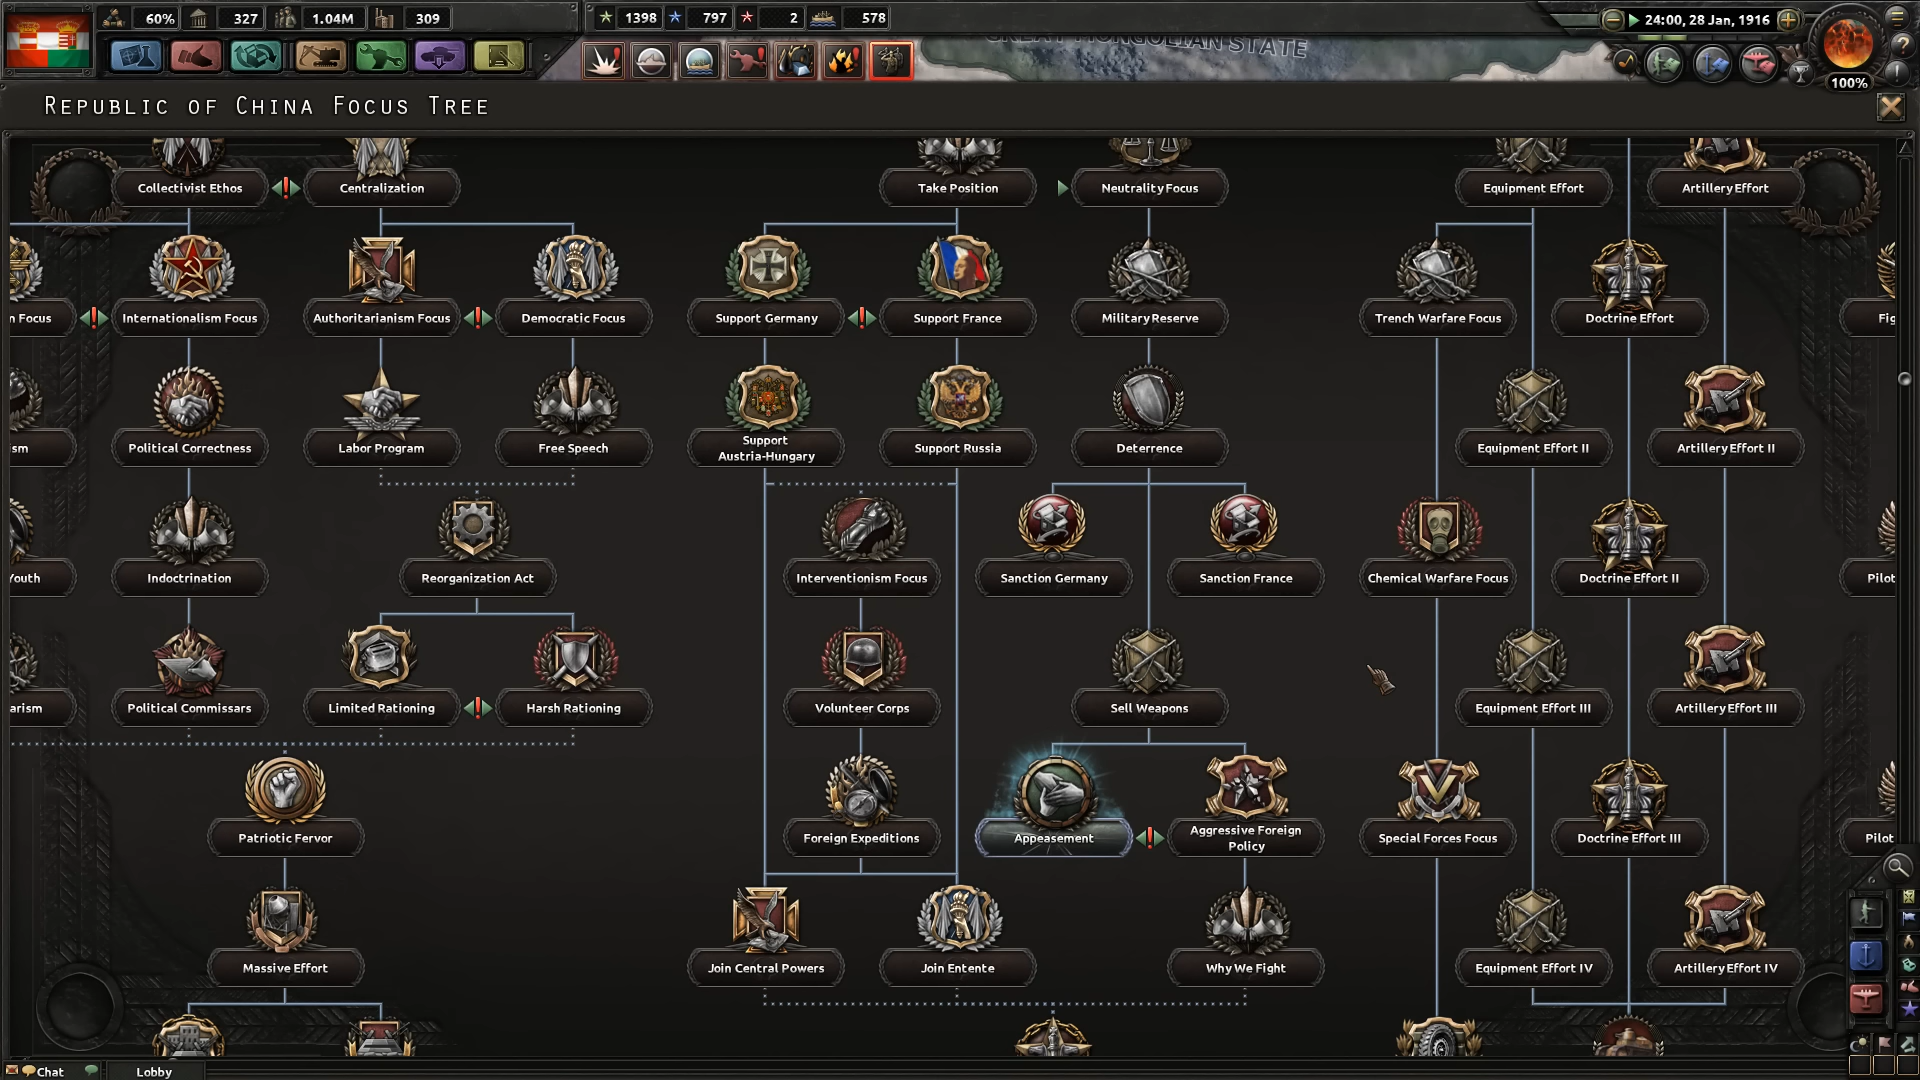 60%
327
1.04M
309
1398
797
2
578
24:00, 28 Jan, 1916
GREAT MONGOLIAN STATE
100%
Republic of China Focus Tree
Collectivist Ethos
Centralization
Take Position
Neutrality Focus
Equipment Effort
Artillery Effort
n Focus
Internationalism Focus
Authoritarianism Focus
Democratic Focus
Support Germany
Support France
Military Reserve
Trench Warfare Focus
Doctrine Effort
Fig
ism
Political Correctness
Labor Program
Free Speech
Support
Austria-Hungary
Support Russia
Deterrence
Equipment Effort II
Artillery Effort II
Youth
Indoctrination
Reorganization Act
Interventionism Focus
Sanction Germany
Sanction France
Chemical Warfare Focus
Doctrine Effort II
Pilot
arism
Political Commissars
Limited Rationing
Harsh Rationing
Volunteer Corps
Sell Weapons
Equipment Effort III
Artillery Effort III
Patriotic Fervor
Foreign Expeditions
Appeasement
Aggressive Foreign
Policy
Special Forces Focus
Doctrine Effort III
Pilot
Massive Effort
Join Central Powers
Join Entente
Why We Fight
Equipment Effort IV
Artillery Effort IV
Chat
Lobby